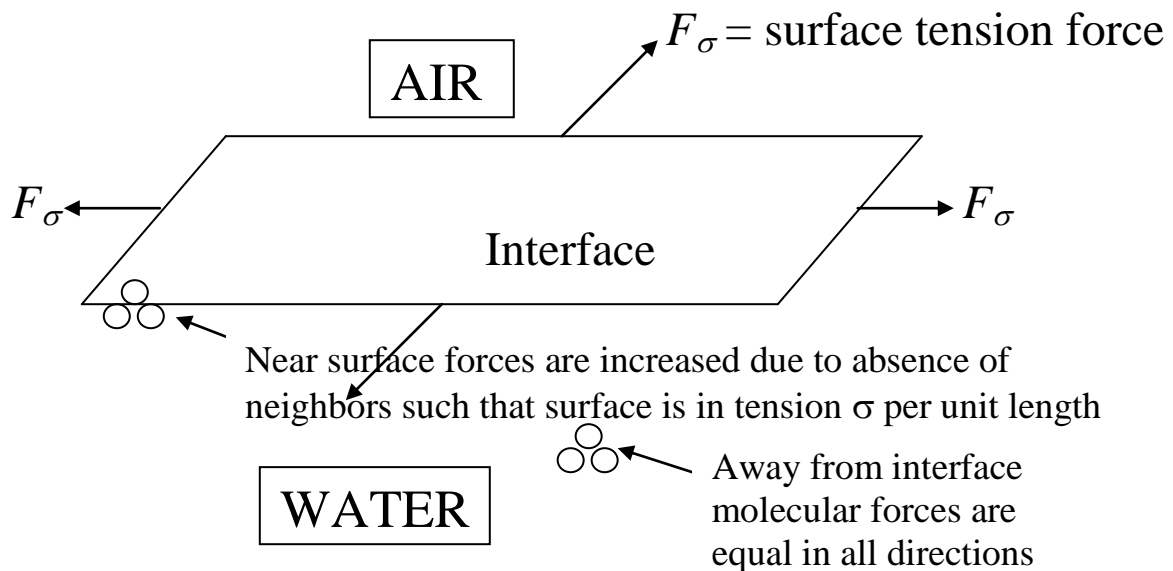 Fσ = surface tension force
AIR
Fσ
Fσ
Interface
Near surface forces are increased due to absence of
neighbors such that surface is in tension σ per unit length
Away from interface
molecular forces are
equal in all directions
WATER